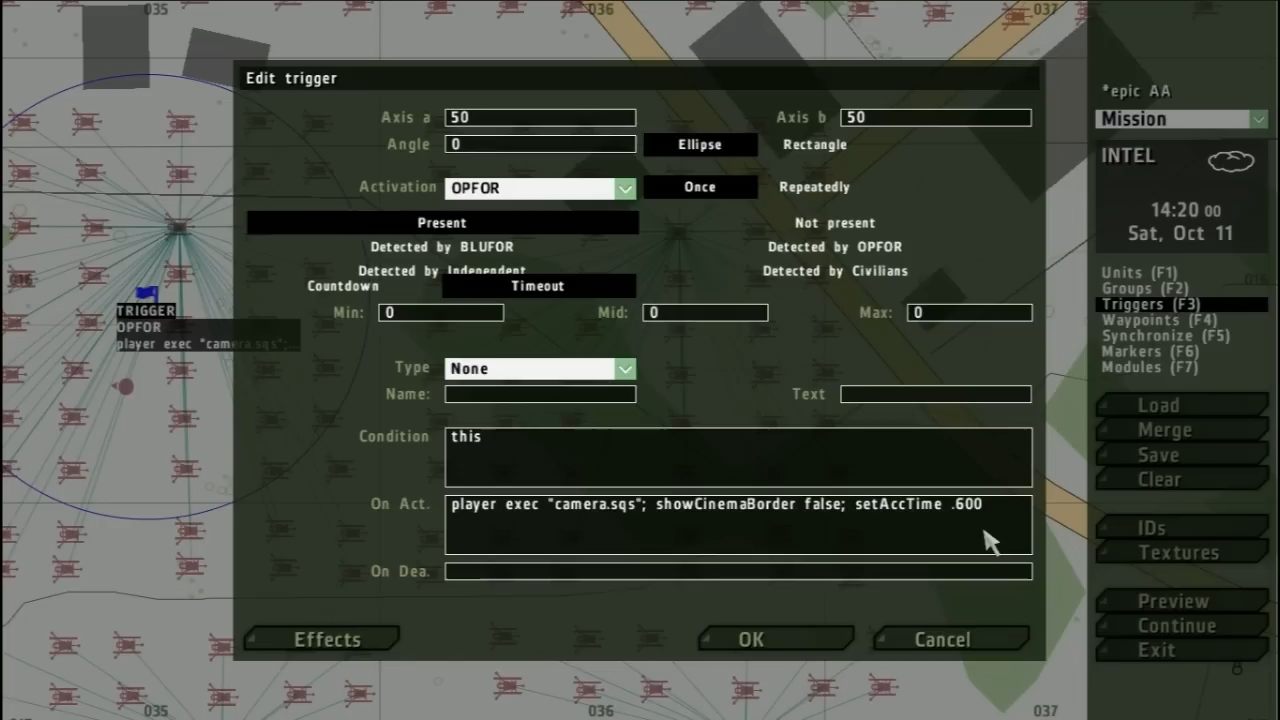 035
036
037
Edit trigger
Axis a 50
Axis b 50
Angle 0
Ellipse
Rectangle
Activation OPFOR
Once
Repeatedly
Present
Not present
Detected by BLUFOR
Detected by OPFOR
Detected by Independent
Detected by Civilians
Countdown
Timeout
Min: 0
Mid: 0
Max: 0
Type None
Name:
Text
Condition this
On Act. player exec "camera.sqs"; showCinemaBorder false; setAccTime .600
On Dea.
Effects
OK
Cancel
TRIGGER
OPFOR
player exec "camera.sqs";...
*epic AA
Mission
INTEL
14:20 00
Sat, Oct 11
Units (F1)
Groups (F2)
Triggers (F3)
Waypoints (F4)
Synchronize (F5)
Markers (F6)
Modules (F7)
Load
Merge
Save
Clear
IDs
Textures
Preview
Continue
Exit
035
036
037